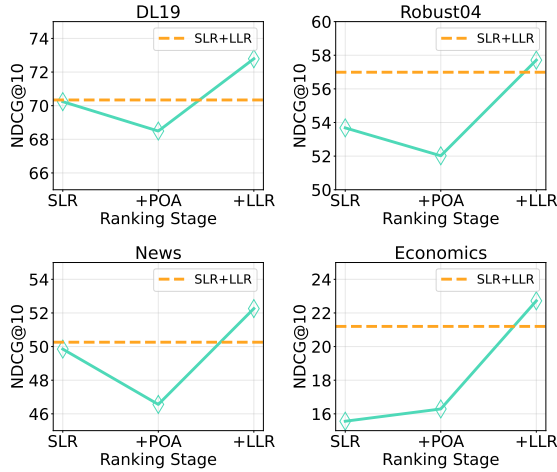 DL19
NDCG@10
74
72
70
68
66
SLR+LLR
SLR +POA +LLR
Ranking Stage
Robust04
NDCG@10
60
58
56
54
52
50
SLR+LLR
SLR +POA +LLR
Ranking Stage
News
NDCG@10
54
52
50
48
46
SLR+LLR
SLR +POA +LLR
Ranking Stage
Economics
NDCG@10
24
22
20
18
16
SLR+LLR
SLR +POA +LLR
Ranking Stage